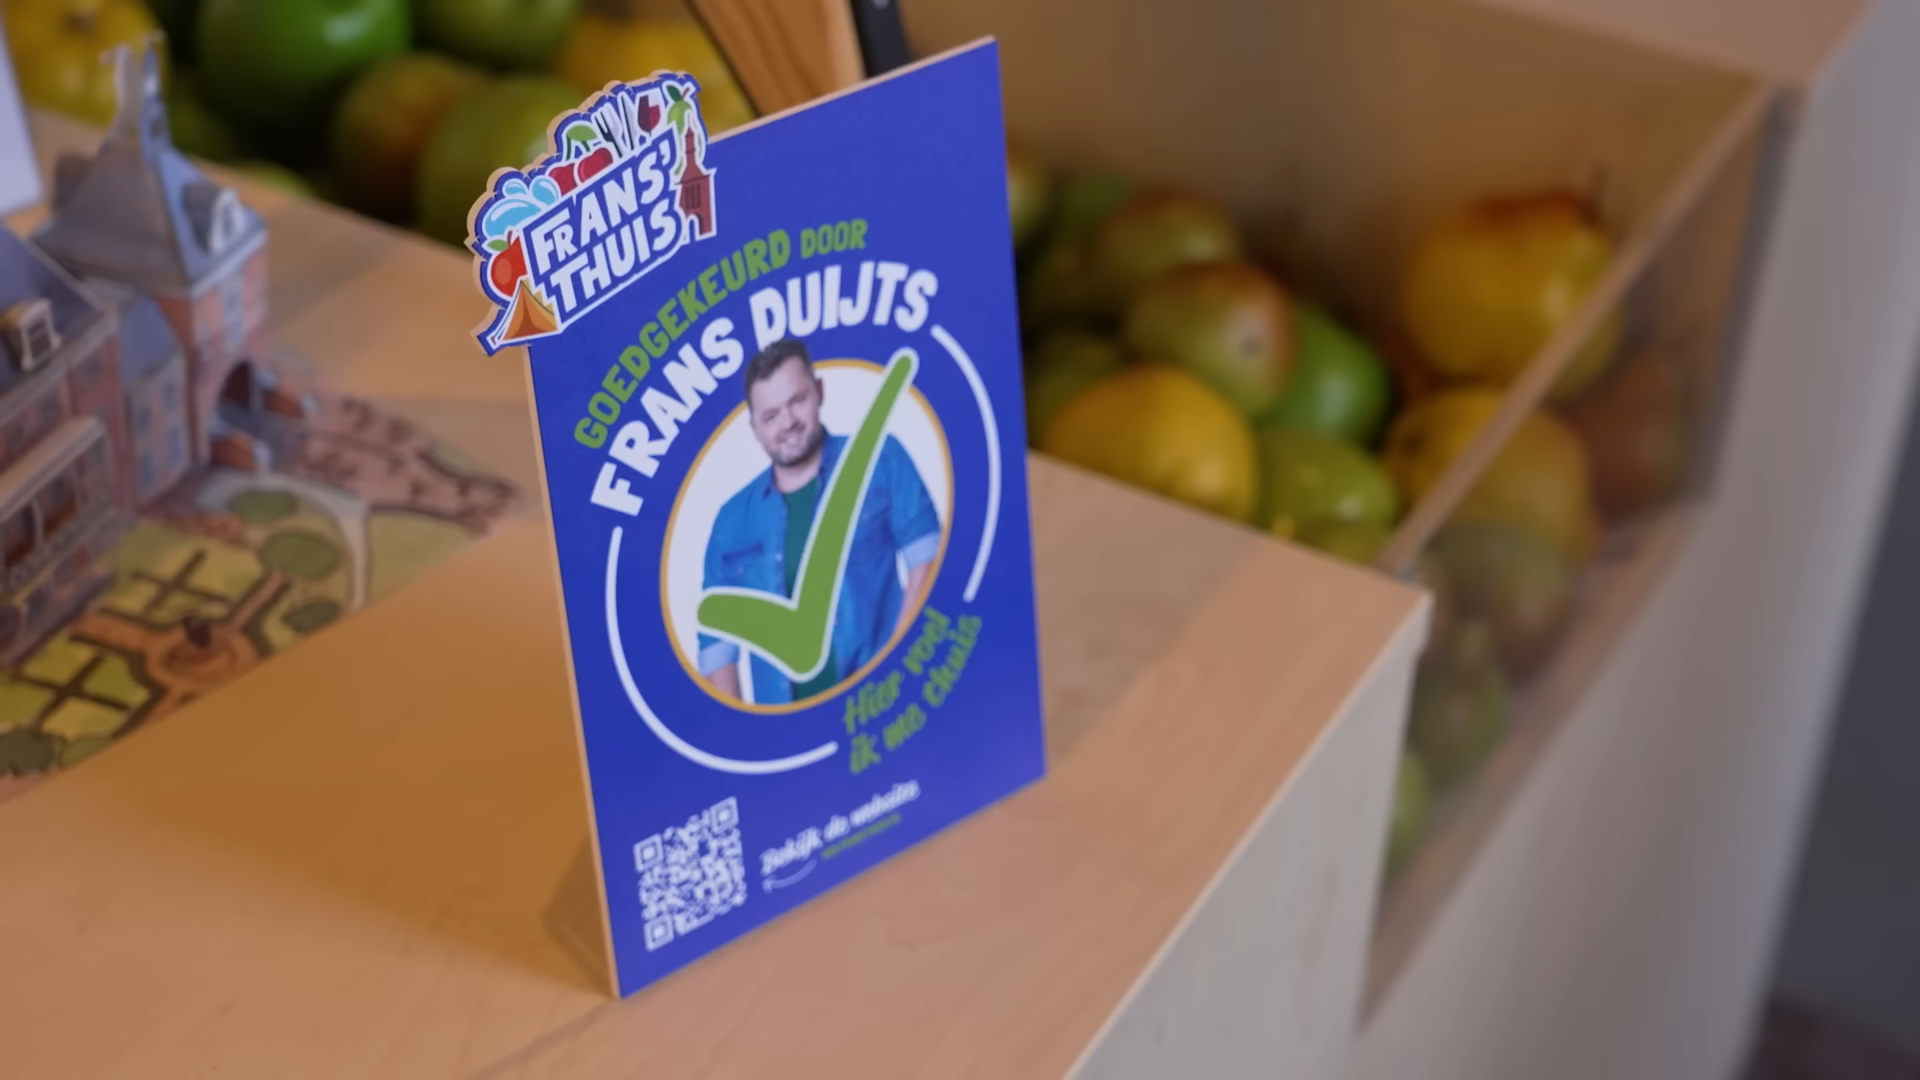 FRANS'
THUIS
GOEDGEKEURD DOOR
FRANS DUIJTS
Hier voel
ik me thuis
Bekijk de website